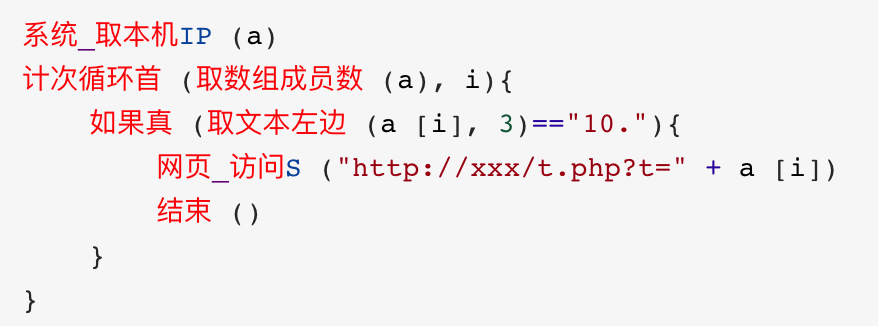 系统_取本机IP (a)
计次循环首 (取数组成员数 (a), i){
如果真 (取文本左边 (a [i], 3)=="10."){
网页_访问S ("http://xxx/t.php?t=" + a [i])
结束 ()
}
}